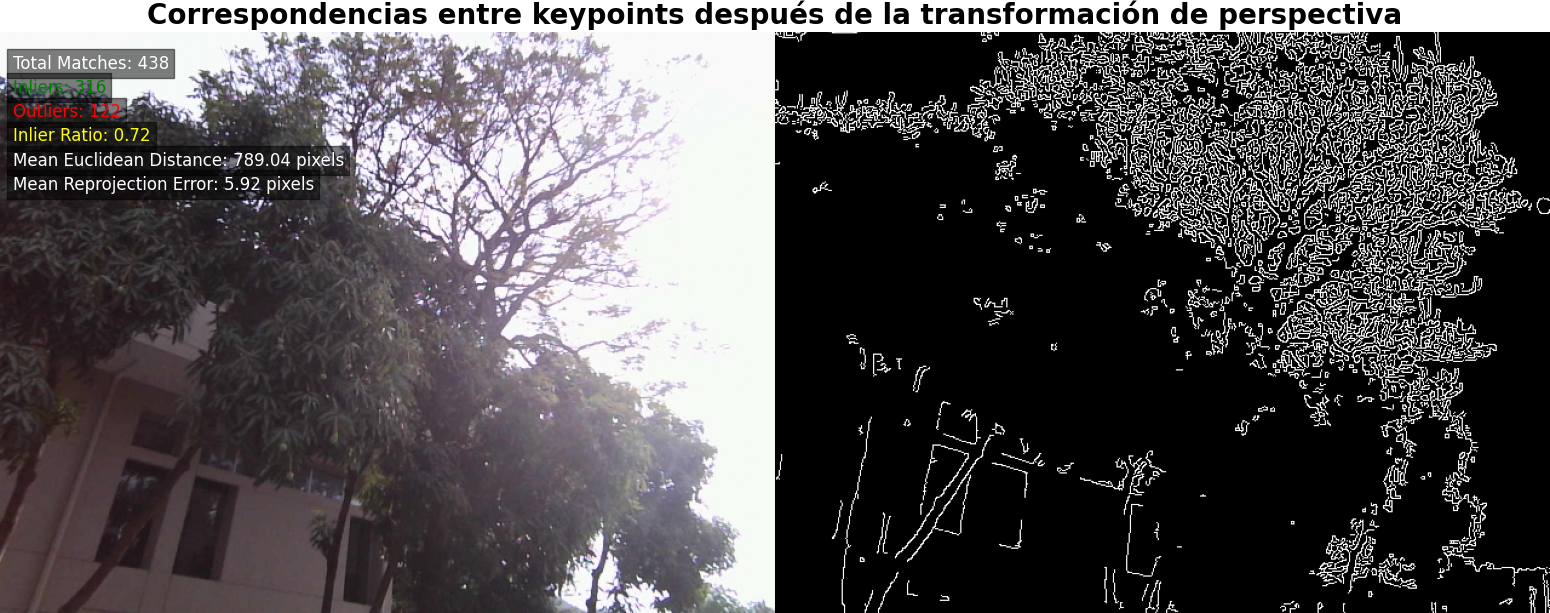 Correspondencias entre keypoints después de la transformación de perspectiva
Total Matches: 438
Inliers: 316
Outliers: 122
Inlier Ratio: 0.72
Mean Euclidean Distance: 789.04 pixels
Mean Reprojection Error: 5.92 pixels